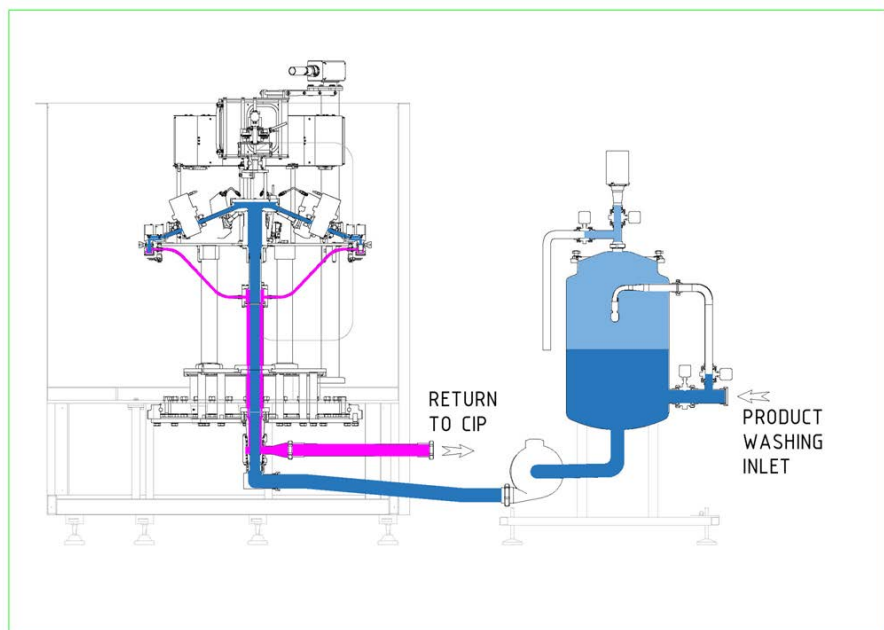 RETURN
TO CIP
PRODUCT
WASHING
INLET